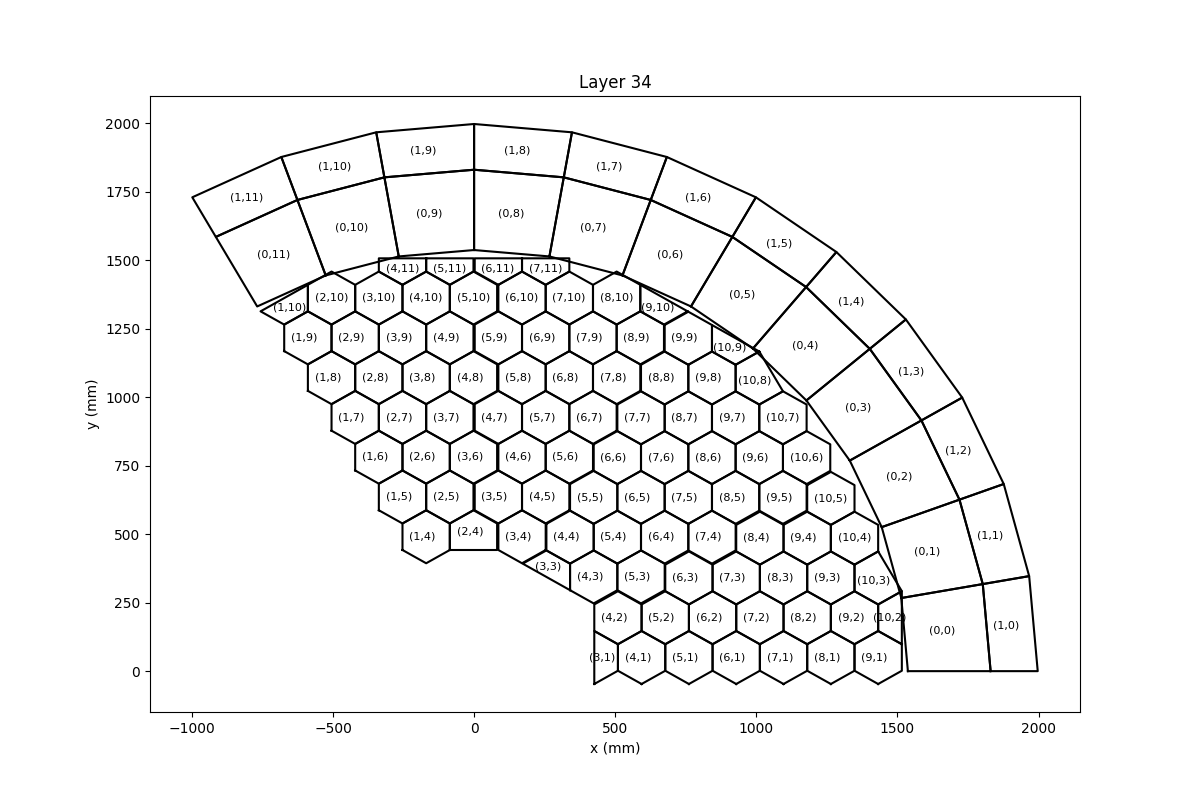 Layer 34
2000
1750
1500
1250
1000
750
500
250
0
y (mm)
−1000
−500
0
500
1000
1500
2000
x (mm)
(1,11) (1,10) (1,9) (1,8) (1,7) (1,6) (1,5) (1,4) (1,3) (1,2) (1,1) (1,0)
(0,11) (0,10) (0,9) (0,8) (0,7) (0,6) (0,5) (0,4) (0,3) (0,2) (0,1) (0,0)
(4,11) (5,11) (6,11) (7,11)
(1,10) (2,10) (3,10) (4,10) (5,10) (6,10) (7,10) (8,10) (9,10)
(1,9) (2,9) (3,9) (4,9) (5,9) (6,9) (7,9) (8,9) (9,9) (10,9)
(1,8) (2,8) (3,8) (4,8) (5,8) (6,8) (7,8) (8,8) (9,8) (10,8)
(1,7) (2,7) (3,7) (4,7) (5,7) (6,7) (7,7) (8,7) (9,7) (10,7)
(1,6) (2,6) (3,6) (4,6) (5,6) (6,6) (7,6) (8,6) (9,6) (10,6)
(1,5) (2,5) (3,5) (4,5) (5,5) (6,5) (7,5) (8,5) (9,5) (10,5)
(1,4) (2,4) (3,4) (4,4) (5,4) (6,4) (7,4) (8,4) (9,4) (10,4)
(3,3) (4,3) (5,3) (6,3) (7,3) (8,3) (9,3) (10,3)
(4,2) (5,2) (6,2) (7,2) (8,2) (9,2) (10,2)
(3,1) (4,1) (5,1) (6,1) (7,1) (8,1) (9,1)